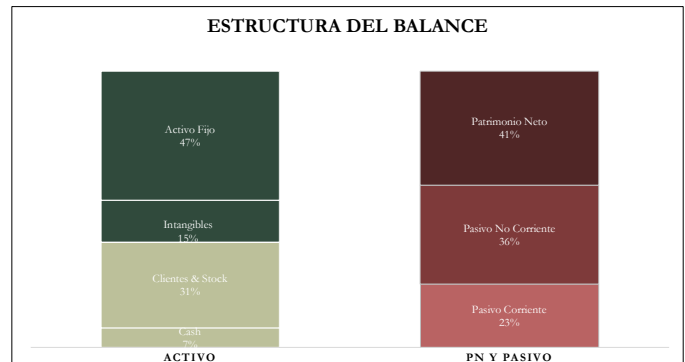 ESTRUCTURA DEL BALANCE
Activo Fijo
47%
Intangibles
15%
Clientes & Stock
31%
Cash
7%
ACTIVO
Patrimonio Neto
41%
Pasivo No Corriente
36%
Pasivo Corriente
23%
PN Y PASIVO